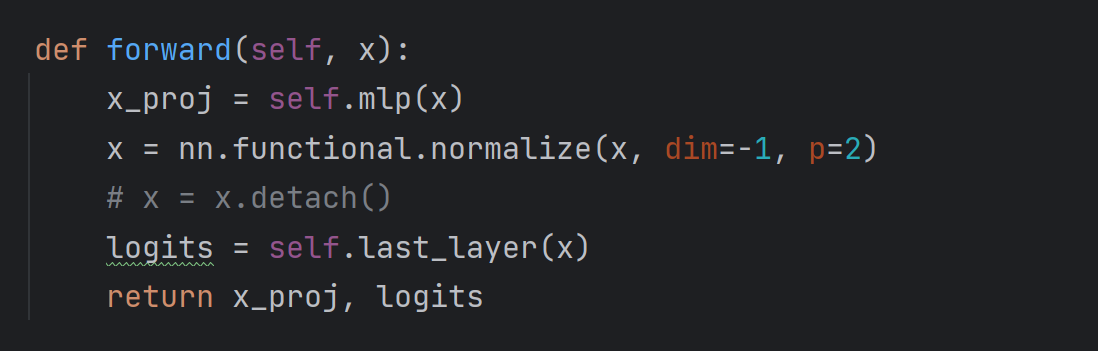 def forward(self, x):
    x_proj = self.mlp(x)
    x = nn.functional.normalize(x, dim=-1, p=2)
    # x = x.detach()
    logits = self.last_layer(x)
    return x_proj, logits